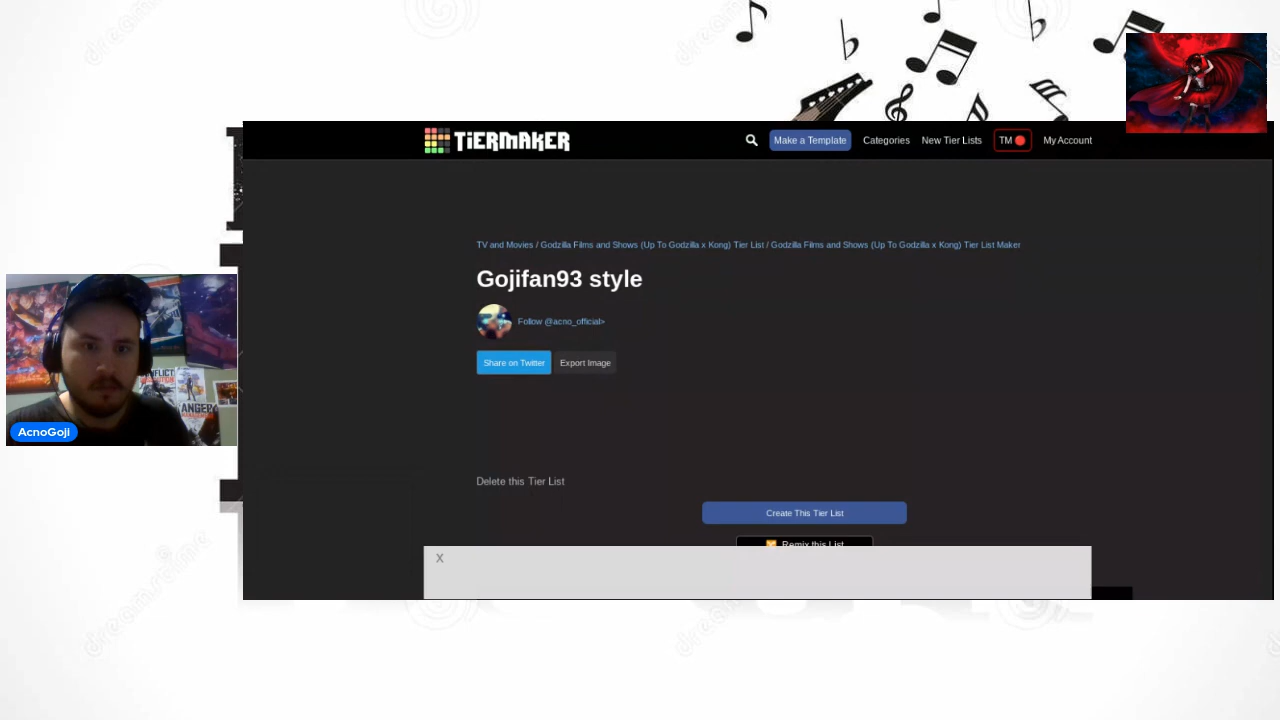 dreamstime
TiERMAKER
Make a Template
Categories
New Tier Lists
TM
My Account
TV and Movies / Godzilla Films and Shows (Up To Godzilla x Kong) Tier List / Godzilla Films and Shows (Up To Godzilla x Kong) Tier List Maker
Gojifan93 style
Follow @acno_official>
Share on Twitter
Export Image
ANGER
AcnoGoji
Delete this Tier List
Create This Tier List
Remix this List
X